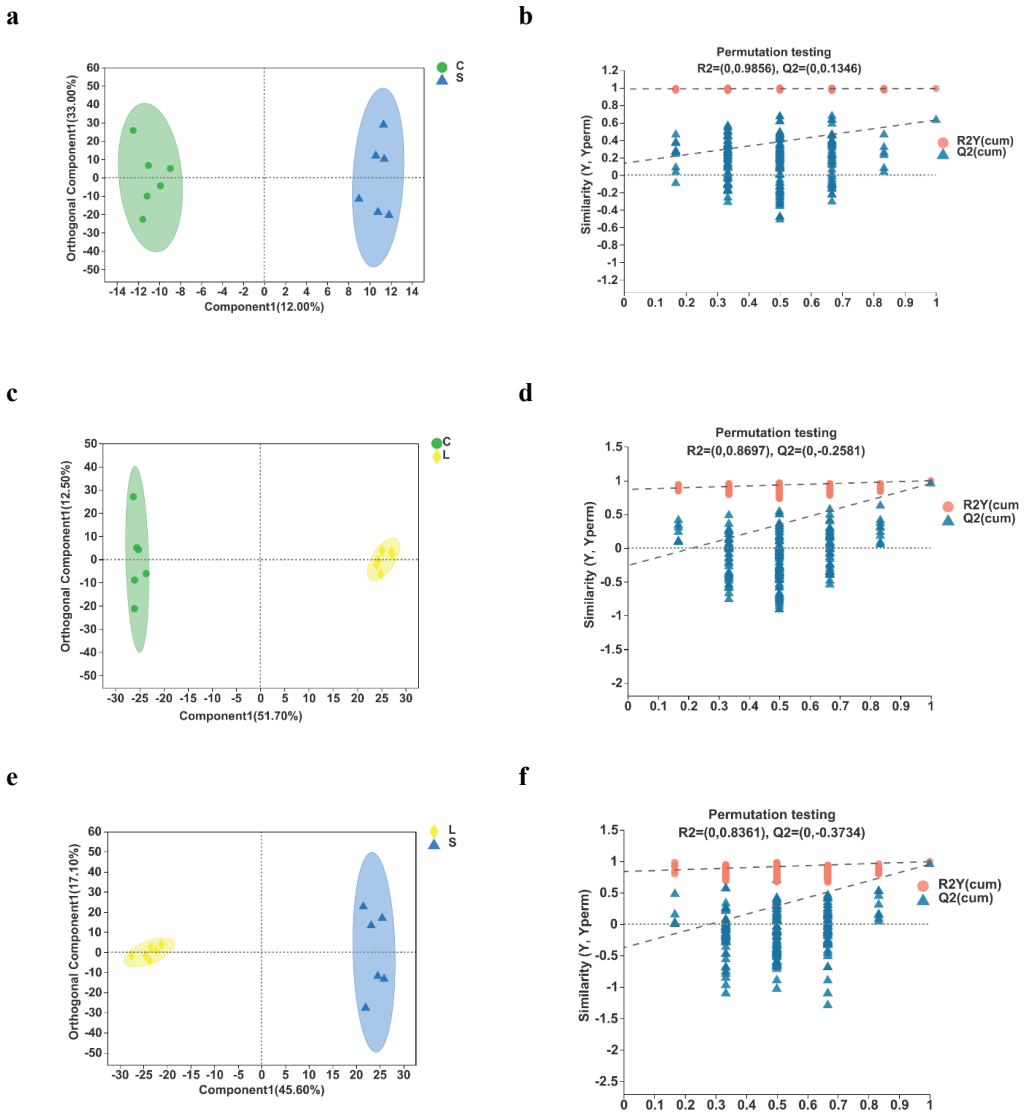 a
C
S
60
50
40
30
20
10
0
-10
-20
-30
-40
-50
Orthogonal Component1(33.00%)
-14 -12 -10 -8 -6 -4 -2 0 2 4 6 8 10 12 14
Component1(12.00%)
b
Permutation testing
R2=(0,0.9856), Q2=(0,0.1346)
1.2
1
0.8
0.6
0.4
0.2
0
-0.2
-0.4
-0.6
-0.8
-1
-1.2
Similarity (Y, Yperm)
0 0.1 0.2 0.3 0.4 0.5 0.6 0.7 0.8 0.9 1
R2Y(cum)
Q2(cum)
c
C
L
50
40
30
20
10
0
-10
-20
-30
-40
-50
Orthogonal Component1(12.50%)
-30 -25 -20 -15 -10 -5 0 5 10 15 20 25 30
Component1(51.70%)
d
Permutation testing
R2=(0,0.8697), Q2=(0,-0.2581)
1.5
1
0.5
0
-0.5
-1
-1.5
-2
Similarity (Y, Yperm)
0 0.1 0.2 0.3 0.4 0.5 0.6 0.7 0.8 0.9 1
R2Y(cum
Q2(cum)
e
L
S
60
50
40
30
20
10
0
-10
-20
-30
-40
-50
Orthogonal Component1(17.10%)
-30 -25 -20 -15 -10 -5 0 5 10 15 20 25 30
Component1(45.60%)
f
Permutation testing
R2=(0,0.8361), Q2=(0,-0.3734)
1.5
1
0.5
0
-0.5
-1
-1.5
-2
-2.5
Similarity (Y, Yperm)
0 0.1 0.2 0.3 0.4 0.5 0.6 0.7 0.8 0.9 1
R2Y(cum)
Q2(cum)